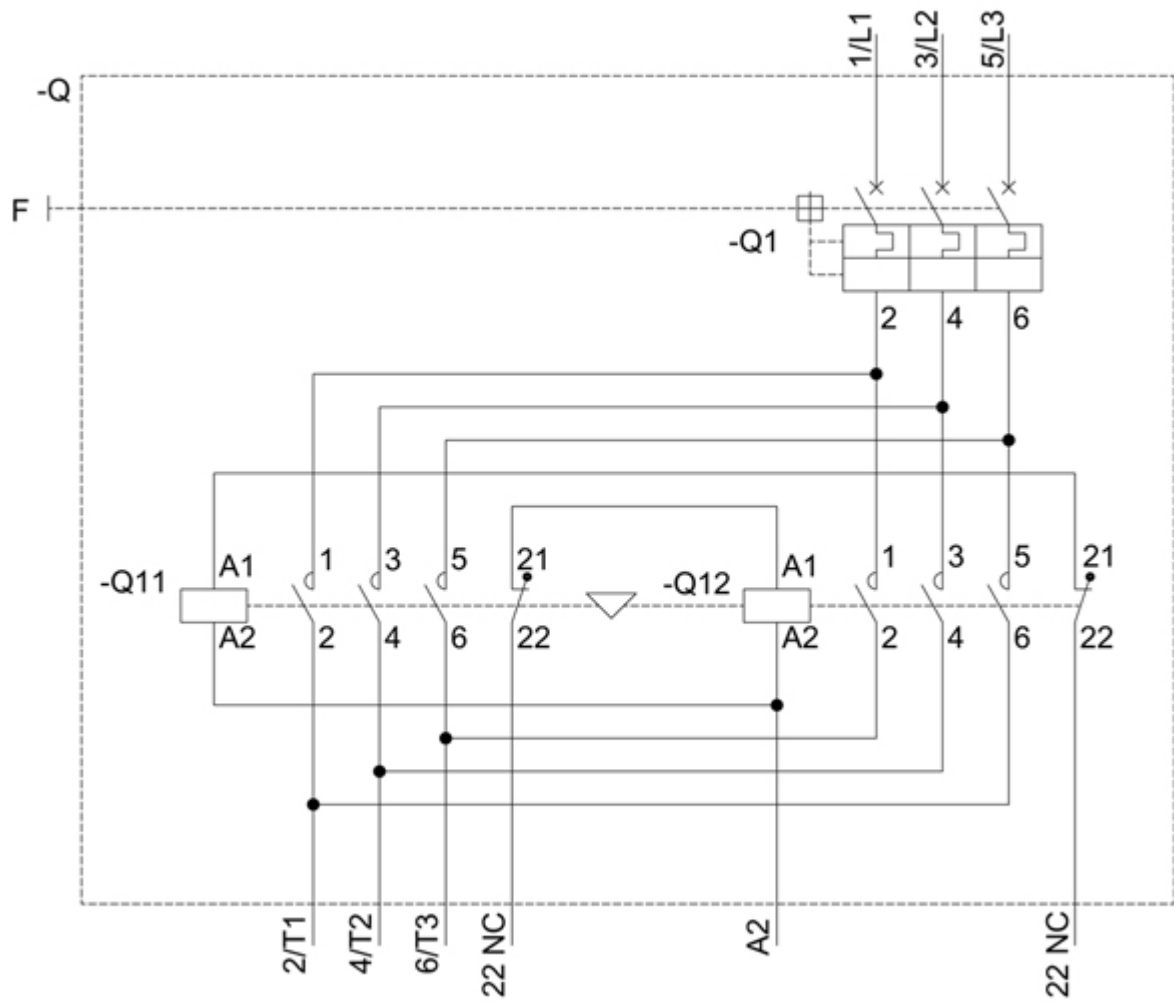 1/L1 3/L2 5/L3
-Q
F
-Q1
2 4 6
-Q11 A1 1 3 5 21 -Q12 A1 1 3 5 21
A2 2 4 6 22 A2 2 4 6 22
2/T1 4/T2 6/T3 22 NC A2 22 NC